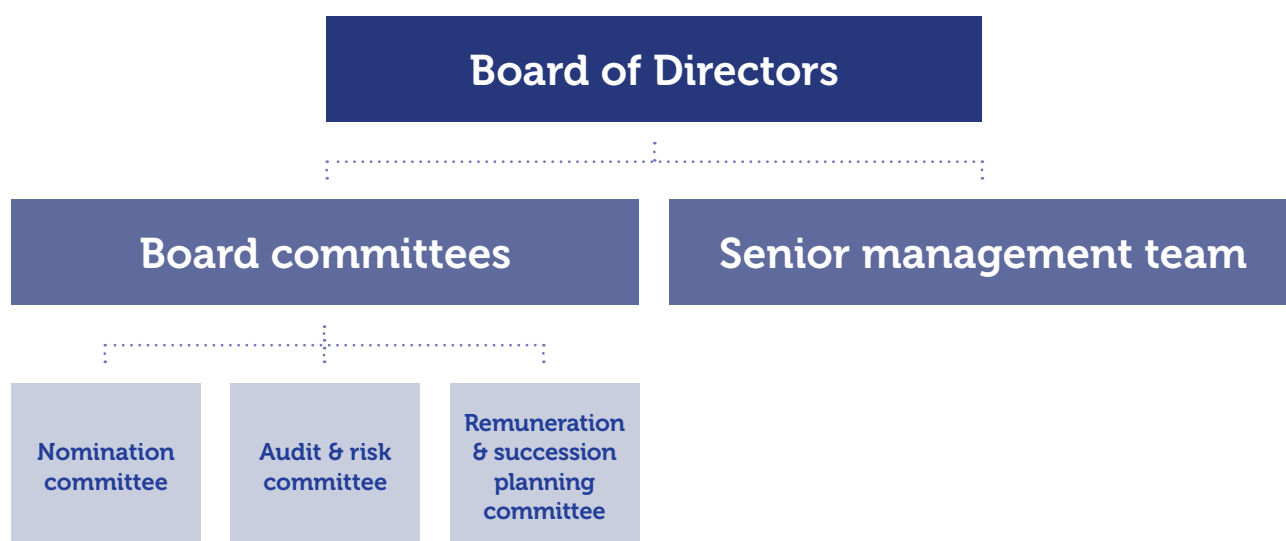 Board of Directors
Board committees
Senior management team
Nomination
committee
Audit & risk
committee
Remuneration
& succession
planning
committee